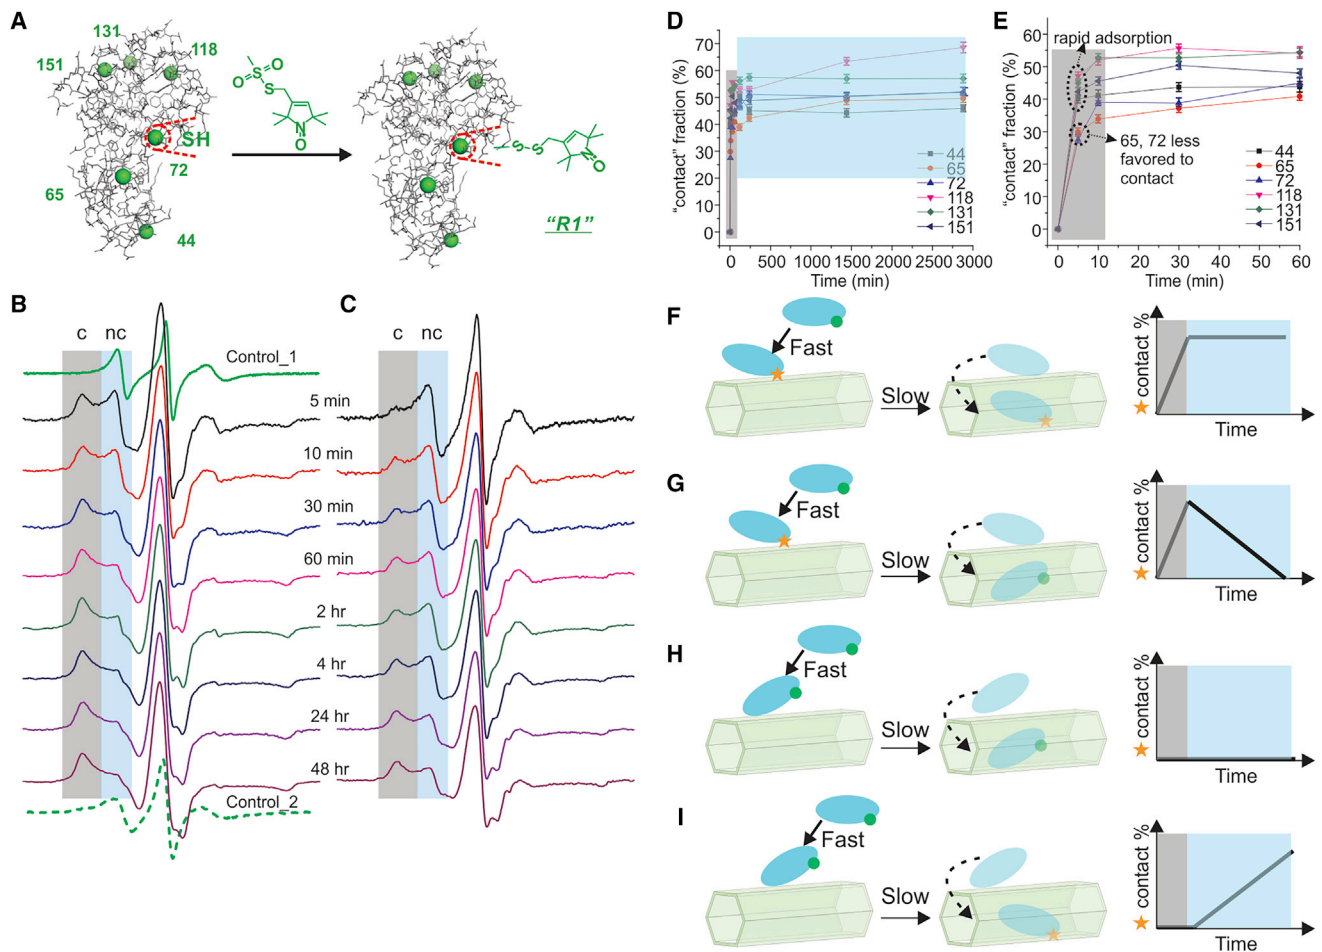 A
131
118
151
SH
72
65
44
O
S
O
S
N
O
S
S
N
O
"R1"
B
c
nc
Control_1
5 min
10 min
30 min
60 min
2 hr
4 hr
24 hr
48 hr
Control_2
C
c
nc
D
"contact" fraction (%)
70
60
50
40
30
20
10
0
0
500
1000
1500
2000
2500
3000
Time (min)
44
65
72
118
131
151
E
"contact" fraction (%)
60
50
40
30
20
10
0
rapid adsorption
65, 72 less
favored to
contact
44
65
72
118
131
151
0
10
20
30
40
50
60
Time (min)
F
Fast
Slow
contact %
Time
G
Fast
Slow
contact %
Time
H
Fast
Slow
contact %
Time
I
Fast
Slow
contact %
Time